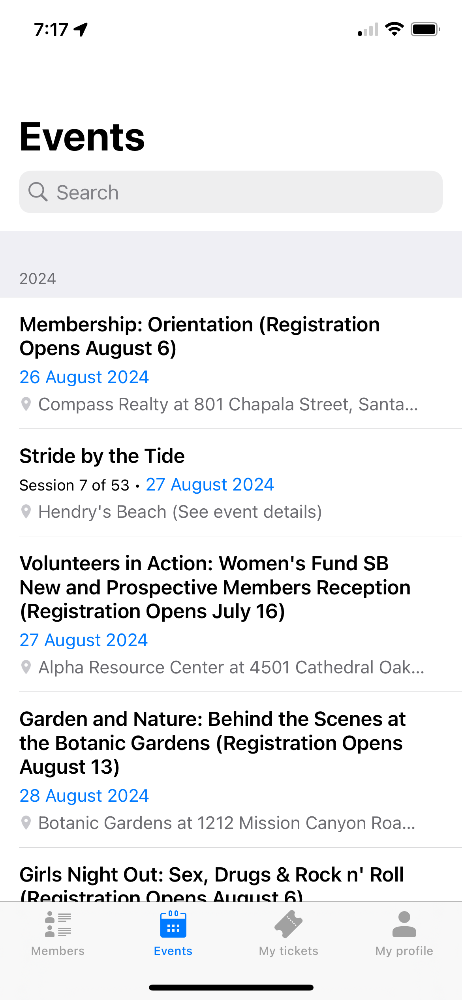 7:17
Events
Search
2024
Membership: Orientation (Registration
Opens August 6)
26 August 2024
Compass Realty at 801 Chapala Street, Santa...
Stride by the Tide
Session 7 of 53 • 27 August 2024
Hendry's Beach (See event details)
Volunteers in Action: Women's Fund SB
New and Prospective Members Reception
(Registration Opens July 16)
27 August 2024
Alpha Resource Center at 4501 Cathedral Oak...
Garden and Nature: Behind the Scenes at
the Botanic Gardens (Registration Opens
August 13)
28 August 2024
Botanic Gardens at 1212 Mission Canyon Roa...
Girls Night Out: Sex, Drugs & Rock n' Roll
(Registration Opens August 6)
Members
Events
My tickets
My profile